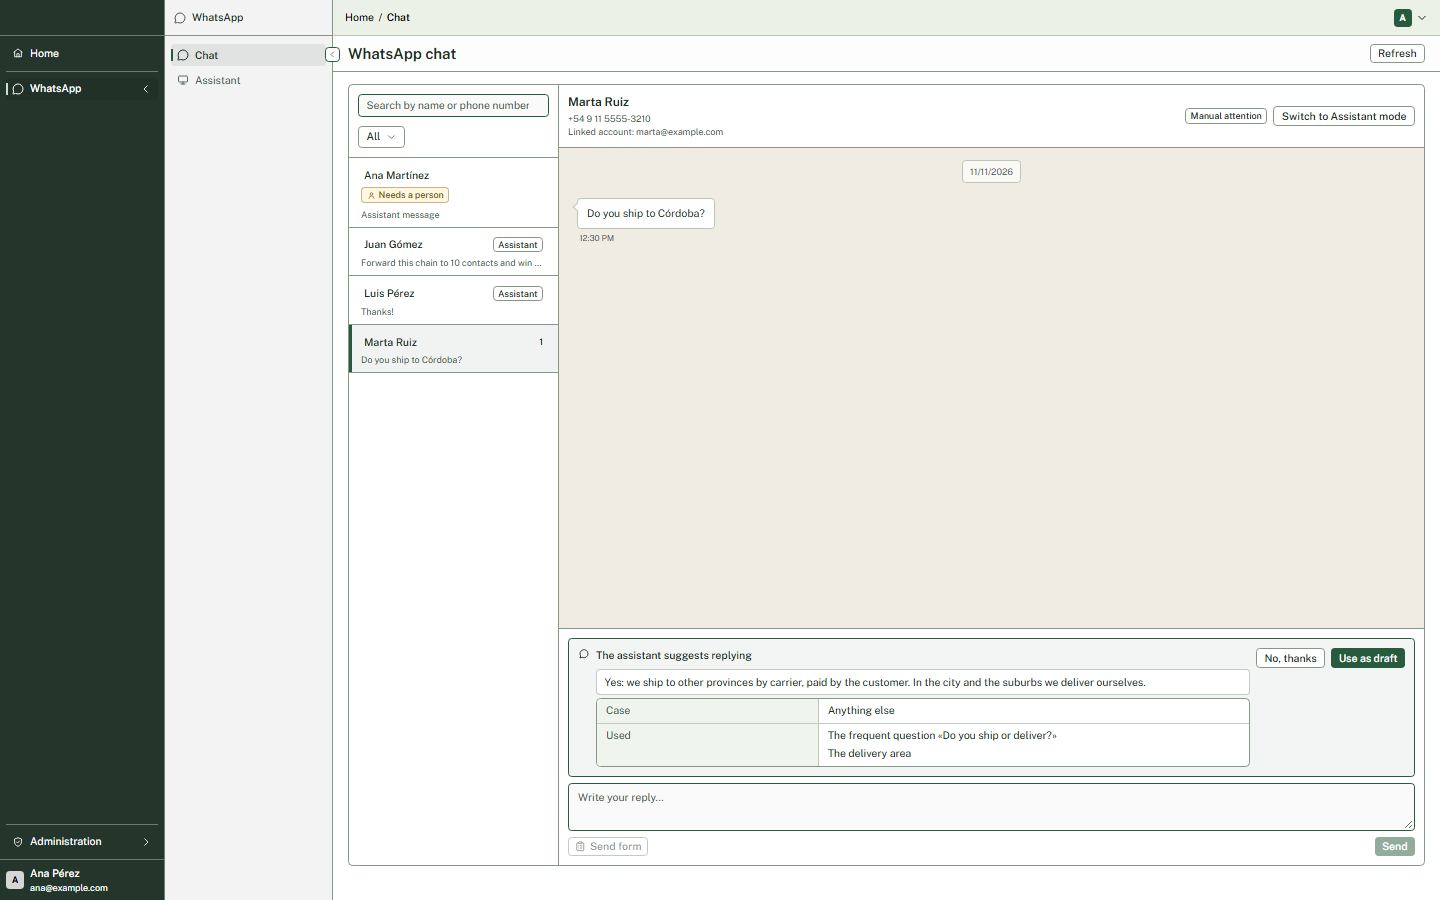 Home
WhatsApp
Administration
A
Ana Pérez
ana@example.com
WhatsApp
Chat
Assistant
Home / Chat
A
WhatsApp chat
Refresh
Search by name or phone number
All
Ana Martínez
Needs a person
Assistant message
Juan Gómez
Assistant
Forward this chain to 10 contacts and win ...
Luis Pérez
Assistant
Thanks!
Marta Ruiz
1
Do you ship to Córdoba?
Marta Ruiz
+54 9 11 5555-3210
Linked account: marta@example.com
Manual attention
Switch to Assistant mode
11/11/2026
Do you ship to Córdoba?
12:30 PM
The assistant suggests replying
No, thanks
Use as draft
Yes: we ship to other provinces by carrier, paid by the customer. In the city and the suburbs we deliver ourselves.
Case
Anything else
Used
The frequent question «Do you ship or deliver?»
The delivery area
Write your reply...
Send form
Send